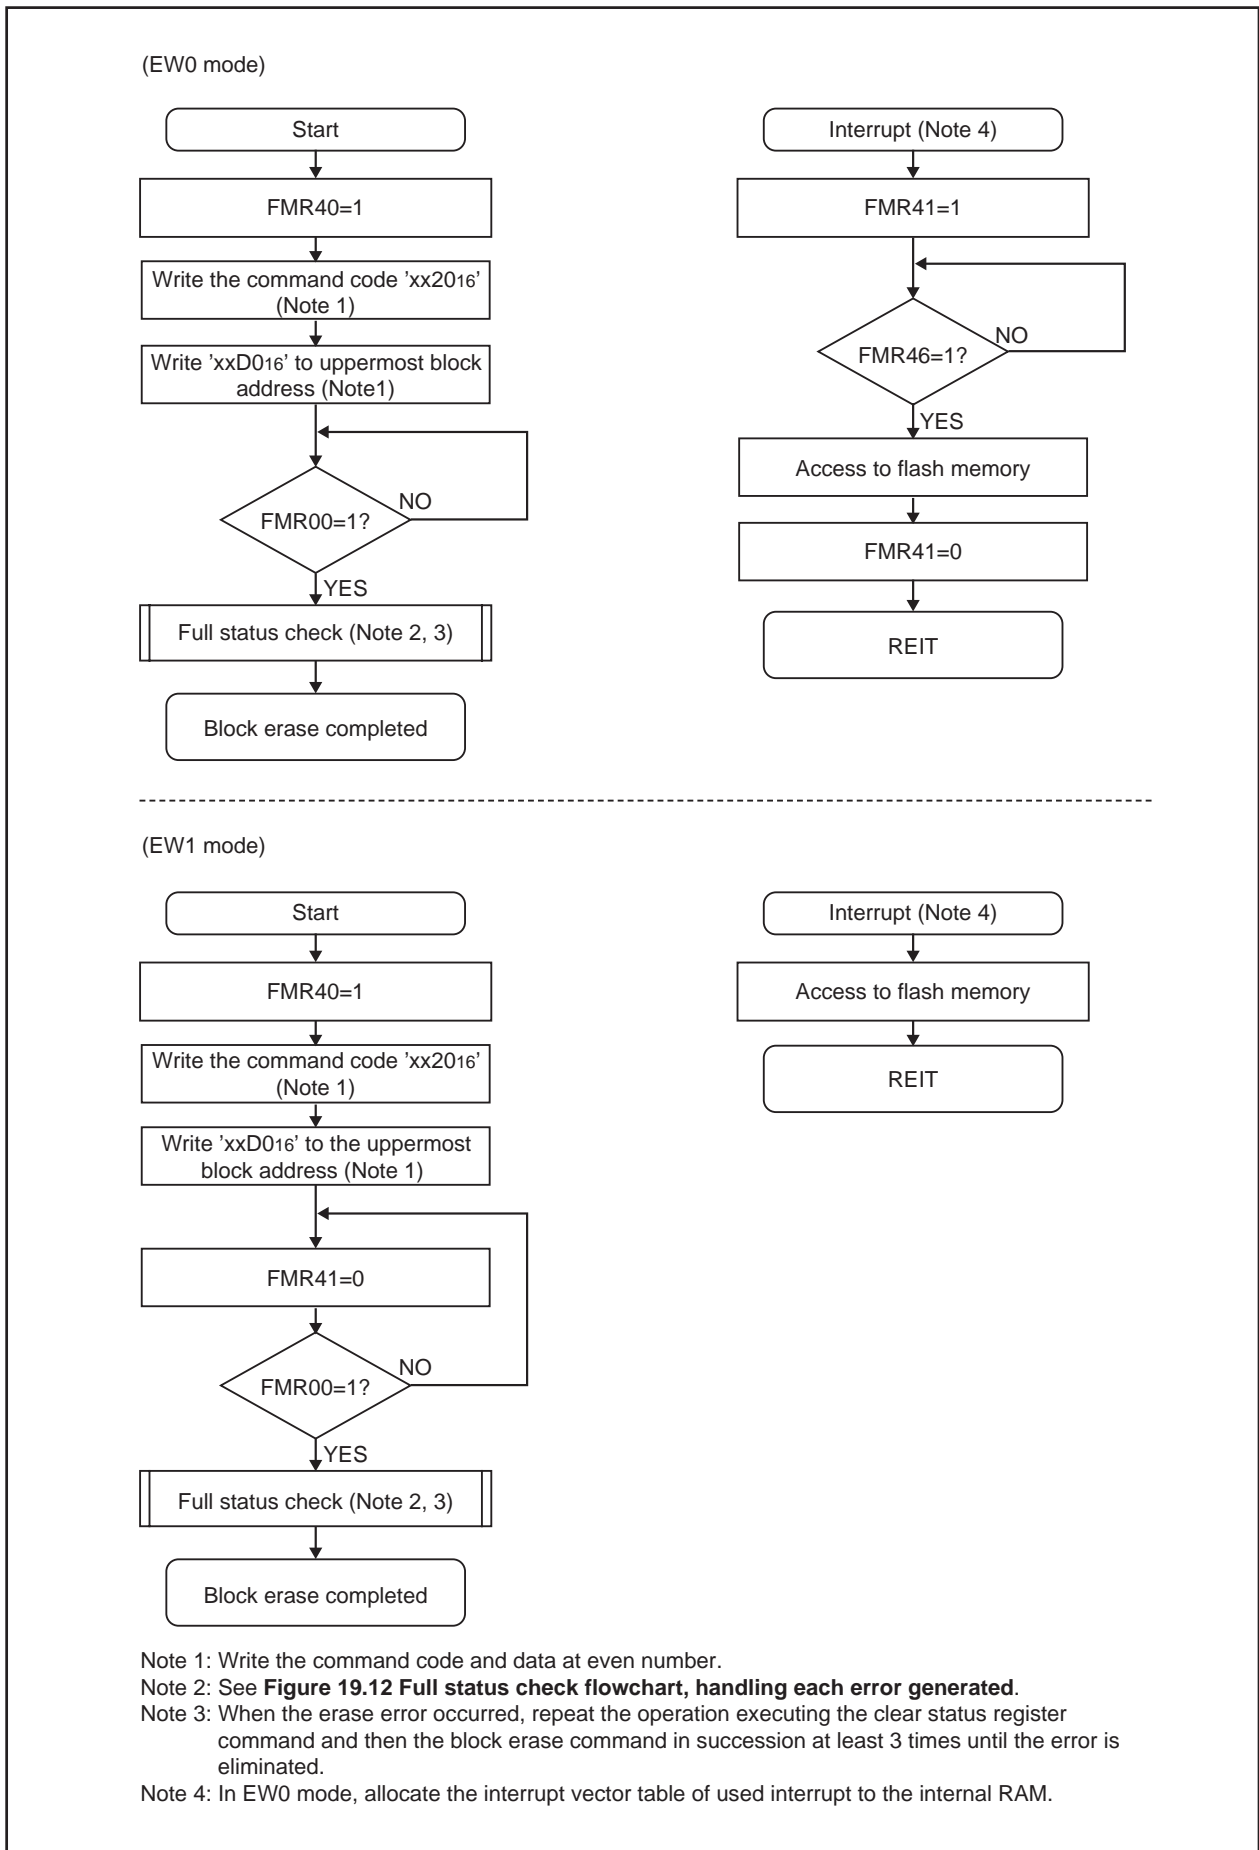 (EW0 mode)
Start
FMR40=1
Write the command code 'xx2016'
(Note 1)
Write 'xxD016' to uppermost block
address (Note1)
FMR00=1?
NO
YES
Full status check (Note 2, 3)
Block erase completed
Interrupt (Note 4)
FMR41=1
FMR46=1?
NO
YES
Access to flash memory
FMR41=0
REIT
(EW1 mode)
Start
FMR40=1
Write the command code 'xx2016'
(Note 1)
Write 'xxD016' to the uppermost
block address (Note 1)
FMR41=0
FMR00=1?
NO
YES
Full status check (Note 2, 3)
Block erase completed
Interrupt (Note 4)
Access to flash memory
REIT
Note 1: Write the command code and data at even number.
Note 2: See Figure 19.12 Full status check flowchart, handling each error generated.
Note 3: When the erase error occurred, repeat the operation executing the clear status register
command and then the block erase command in succession at least 3 times until the error is
eliminated.
Note 4: In EW0 mode, allocate the interrupt vector table of used interrupt to the internal RAM.